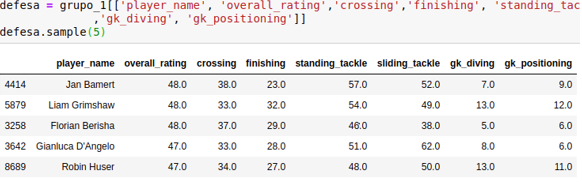 defesa = grupo_1[['player_name', 'overall_rating','crossing','finishing', 'standing_tac
,'gk_diving', 'gk_positioning']]
defesa.sample(5)
player_name overall_rating crossing finishing standing_tackle sliding_tackle gk_diving gk_positioning
4414 Jan Bamert 48.0 38.0 23.0 57.0 52.0 7.0 9.0
5879 Liam Grimshaw 48.0 33.0 32.0 54.0 49.0 13.0 12.0
3258 Florian Berisha 48.0 37.0 29.0 46.0 38.0 5.0 6.0
3642 Gianluca D'Angelo 47.0 33.0 28.0 51.0 62.0 8.0 6.0
8689 Robin Huser 47.0 34.0 27.0 48.0 50.0 13.0 11.0